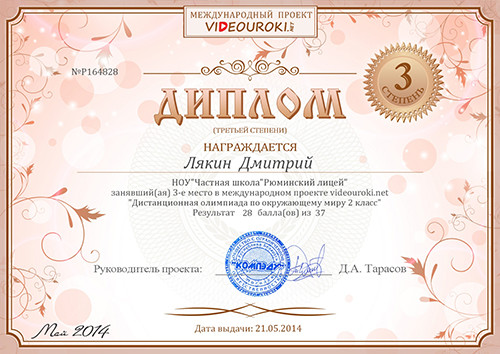 МЕЖДУНАРОДНЫЙ ПРОЕКТ
VIDEOUROKI.NET
№P164828
3
СТЕПЕНЬ
ДИПЛОМ
(ТРЕТЬЕЙ СТЕПЕНИ)
НАГРАЖДАЕТСЯ
Лякин Дмитрий
НОУ"Частная школа"Рюминский лицей"
занявший(ая) 3-е место в международном проекте videouroki.net
"Дистанционная олимпиада по окружающему миру 2 класс"
Результат 28 балла(ов) из 37
Руководитель проекта:
"КОМПЭДУ"
Д.А. Тарасов
Май 2014
Дата выдачи: 21.05.2014